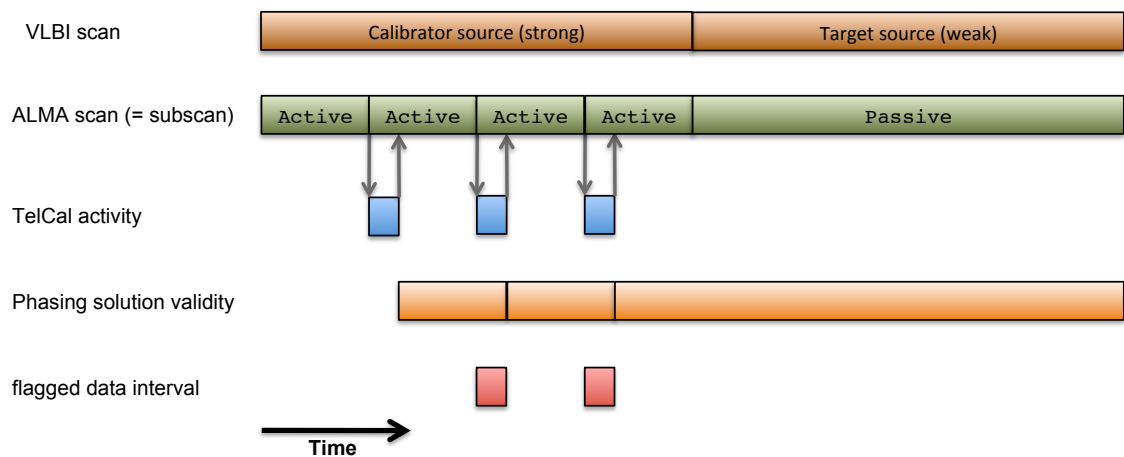 VLBI scan
Calibrator source (strong)
Target source (weak)
ALMA scan (= subscan)
Active
Active
Active
Active
Passive
TelCal activity
Phasing solution validity
flagged data interval
Time